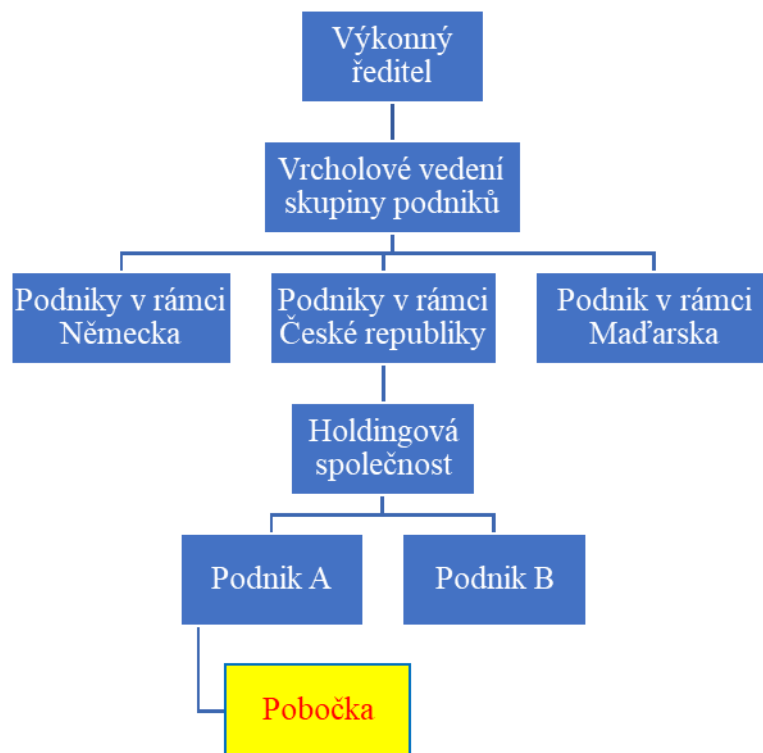 Výkonný
ředitel
Vrcholové vedení
skupiny podniků
Podniky v rámci
Německa
Podniky v rámci
České republiky
Podnik v rámci
Maďarska
Holdingová
společnost
Podnik A
Podnik B
Pobočka